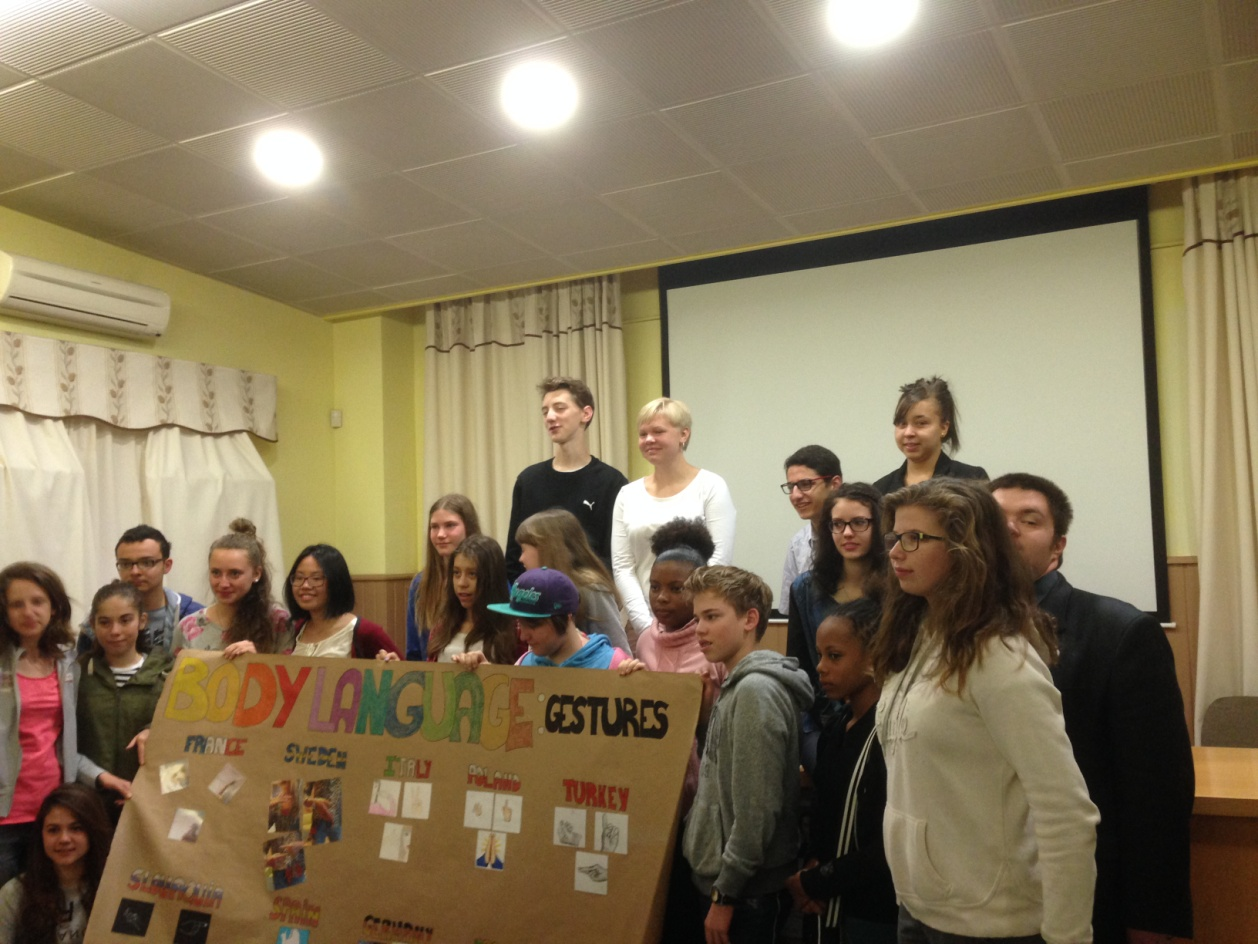 BODY LANGUAGE: GESTURES
FRANCE SWEDEN ITALY POLAND TURKEY
SLOVAKIA SPAIN GERMANY